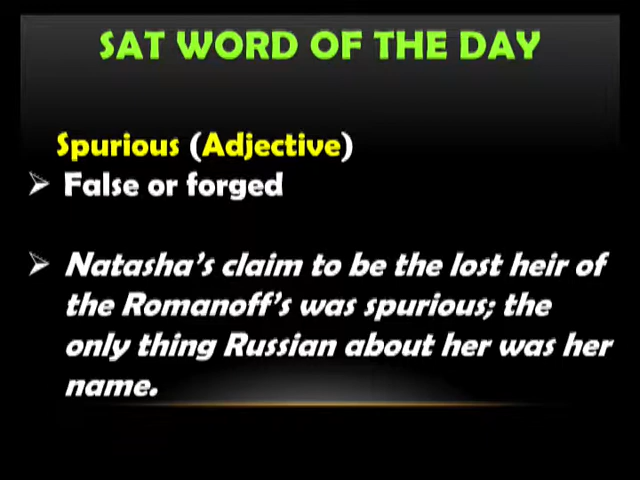 SAT WORD OF THE DAY
Spurious (Adjective)
False or forged
Natasha's claim to be the lost heir of
the Romanoff's was spurious; the
only thing Russian about her was her
name.